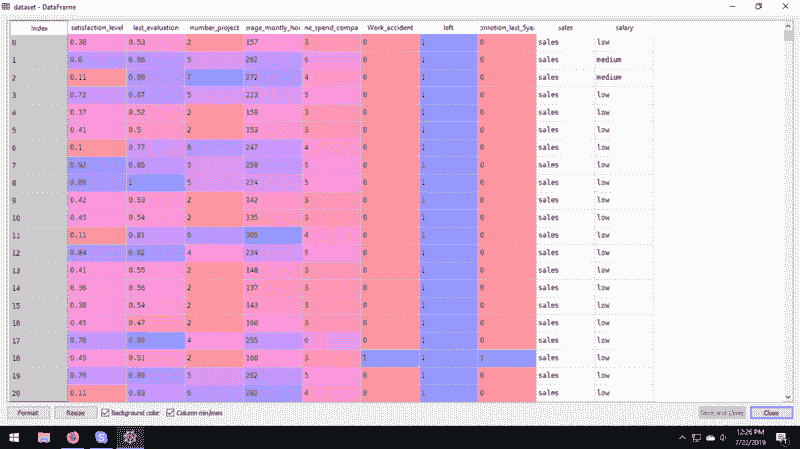 dataset - DataFrame
Index satisfaction_level last_evaluation number_project erage_montly_hou ne_spend_compa Work_accident left omotion_last_5yea sales salary
0 0.38 0.53 2 157 3 0 1 0 sales low
1 0.8 0.86 5 262 6 0 1 0 sales medium
2 0.11 0.88 7 272 4 0 1 0 sales medium
3 0.72 0.87 5 223 5 0 1 0 sales low
4 0.37 0.52 2 159 3 0 1 0 sales low
5 0.41 0.5 2 153 3 0 1 0 sales low
6 0.1 0.77 6 247 4 0 1 0 sales low
7 0.92 0.85 5 259 5 0 1 0 sales low
8 0.89 1 5 224 5 0 1 0 sales low
9 0.42 0.53 2 142 3 0 1 0 sales low
10 0.45 0.54 2 135 3 0 1 0 sales low
11 0.11 0.81 6 305 4 0 1 0 sales low
12 0.84 0.92 4 234 5 0 1 0 sales low
13 0.41 0.55 2 148 3 0 1 0 sales low
14 0.36 0.56 2 137 3 0 1 0 sales low
15 0.38 0.54 2 143 3 0 1 0 sales low
16 0.45 0.47 2 160 3 0 1 0 sales low
17 0.78 0.99 4 255 6 0 1 0 sales low
18 0.45 0.51 2 160 3 1 1 1 sales low
19 0.76 0.89 5 262 5 0 1 0 sales low
20 0.11 0.83 6 282 4 0 1 0 sales low
Format Resize Background color Column min/max Save and Close Close
12:26 PM
7/22/2019